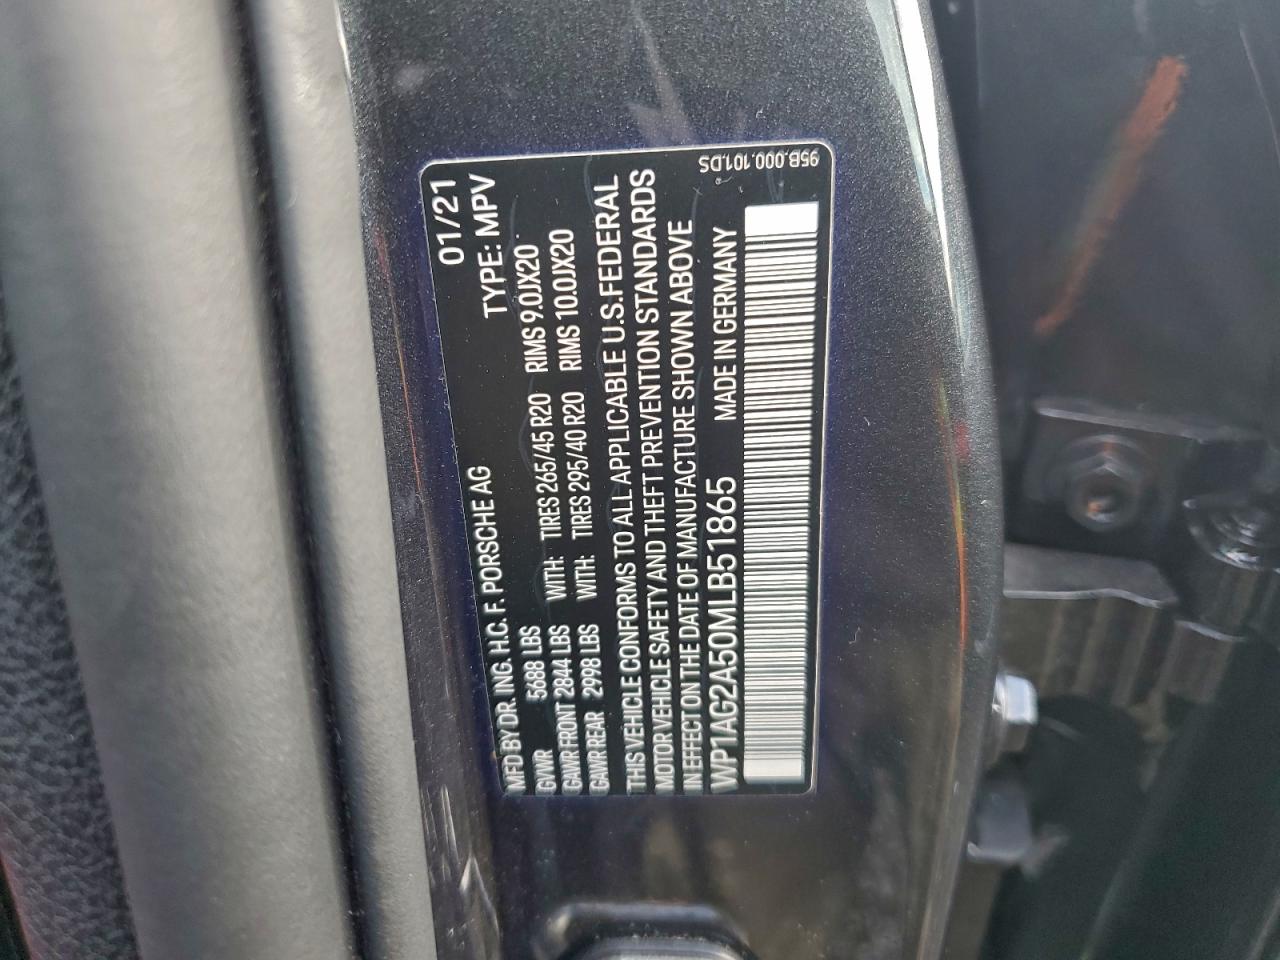 01/21
MFD BY DR. ING. H.C. F. PORSCHE AG TYPE: MPV
GVWR 5688 LBS
GAWR FRONT 2844 LBS WITH: TIRES 265/45 R20 RIMS 9.0JX20
GAWR REAR 2998 LBS WITH: TIRES 295/40 R20 RIMS 10.0JX20
THIS VEHICLE CONFORMS TO ALL APPLICABLE U.S.FEDERAL
MOTOR VEHICLE SAFETY AND THEFT PREVENTION STANDARDS
IN EFFECT ON THE DATE OF MANUFACTURE SHOWN ABOVE
WP1AG2A50MLB51865 MADE IN GERMANY
95B.000.101.DS